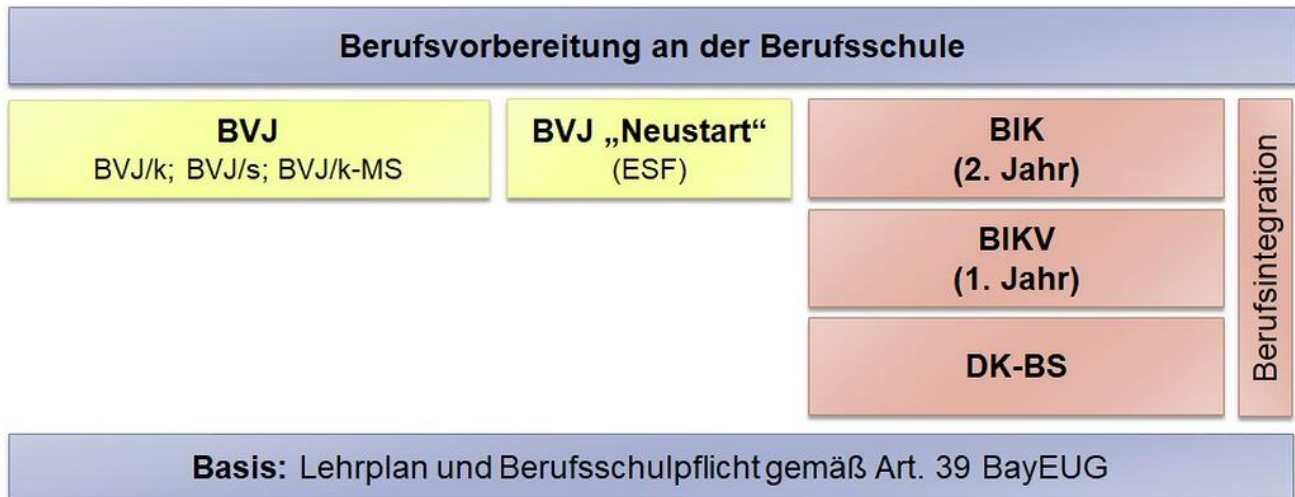 Berufsvorbereitung an der Berufsschule
BVJ
BVJ/k; BVJ/s; BVJ/k-MS
BVJ „Neustart“
(ESF)
BIK
(2. Jahr)
BIKV
(1. Jahr)
DK-BS
Berufsintegration
Basis: Lehrplan und Berufsschulpflicht gemäß Art. 39 BayEUG